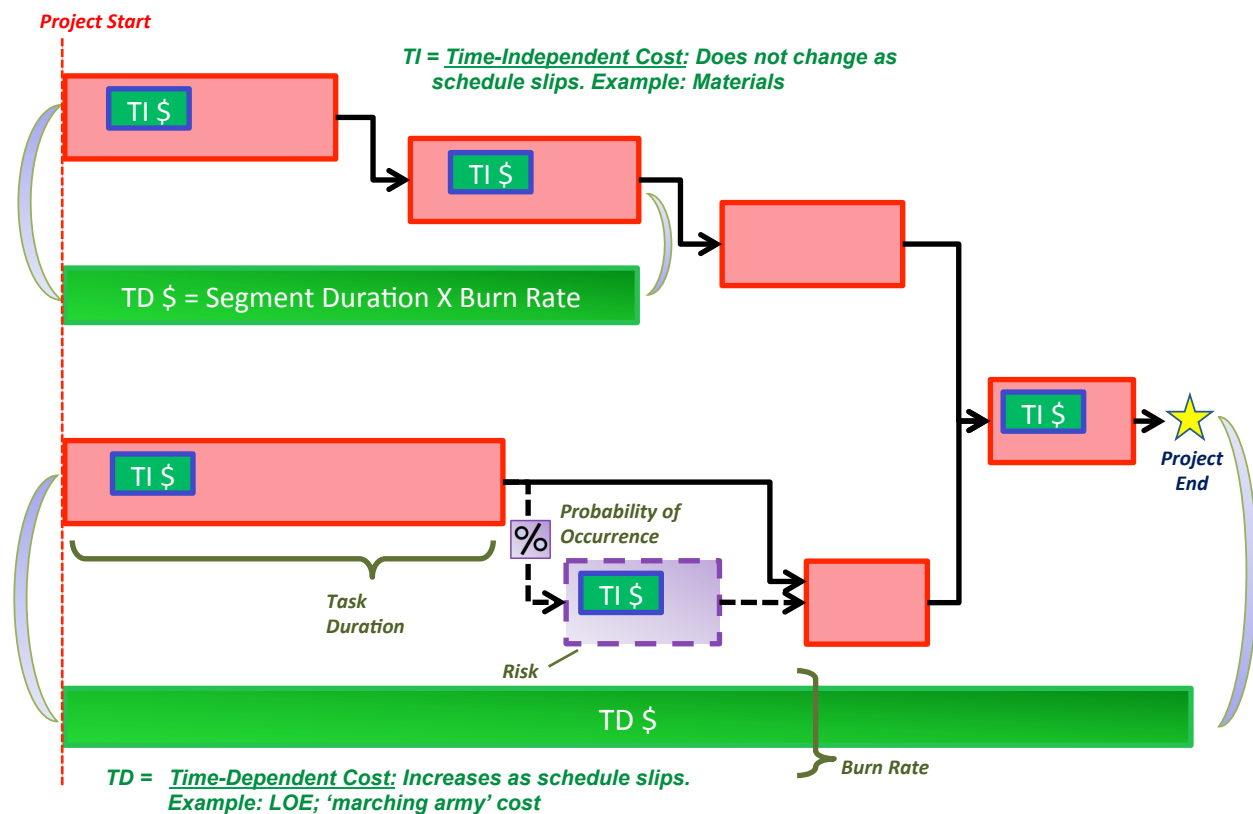 Project Start
TI = Time-Independent Cost: Does not change as
schedule slips. Example: Materials
TI $
TI $
TD $ = Segment Duration X Burn Rate
TI $
Project
End
TI $
%
Probability of
Occurrence
TI $
Task
Duration
Risk
TD $
Burn Rate
TD = Time-Dependent Cost: Increases as schedule slips.
Example: LOE; ‘marching army’ cost